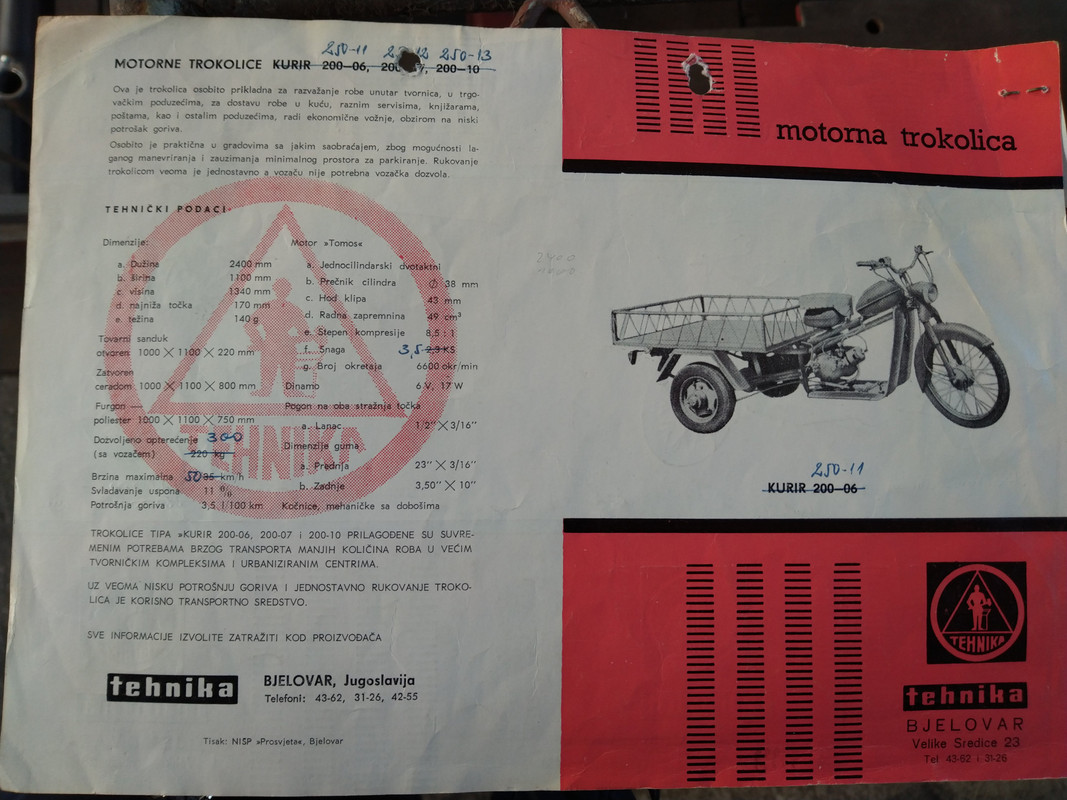 250-11 250-13
MOTORNE TROKOLICE KURIR 200-06, 200-10
Ova je trokolica osobito prikladna za razvažanje robe unutar tvornica, u trgo-
vačkim poduzećima, za dostavu robe u kuću, raznim servisima, knjižarama,
poštama, kao i ostalim poduzećima, radi ekonomične vožnje, obzirom na niski
potrošak goriva.
Osobito je praktična u gradovima sa jakim saobraćajem, zbog mogućnosti la-
ganog manevriranja i zauzimanja minimalnog prostora za parkiranje. Rukovanje
trokolicom veoma je jednostavno a vozaču nije potrebna vozačka dozvola.
TEHNIČKI PODACI:
Dimenzije:
a. Dužina 2400 mm
b. širina 1100 mm
c. visina 1340 mm
d. najniža točka 170 mm
e. težina 140 g
Tovarni sanduk
otvoren 1000 × 1100 × 220 mm
Zatvoren
ceradom 1000 × 1100 × 800 mm
Furgon —
poliester 1000 × 1100 × 750 mm
Dozvoljeno opterećenje 300
(sa vozačem) 220 kg
Brzina maximalna 50 35 km/h
Svladavanje uspona 11 %
Potrošnja goriva 3,5 l/100 km
Motor »Tomos«
a. Jednocilindarski dvotaktni
b. Prečnik cilindra ∅ 38 mm
c. Hod klipa 43 mm
d. Radna zapremnina 49 cm³
e. Stepen kompresije 8,5 : 1
f. Snaga 3,5 2,3 KS
g. Broj okretaja 6600 okr/min
Dinamo 6 V, 17 W
Pogon na oba stražnja točka
a. Lanac 1/2" × 3/16"
Dimenzije guma
a. Prednja 23" × 3/16"
b. Zadnje 3,50" × 10"
Kočnice, mehaničke sa dobošima
TEHNIKA
TROKOLICE TIPA »KURIR 200-06, 200-07 i 200-10 PRILAGOĐENE SU SUVRE-
MENIM POTREBAMA BRZOG TRANSPORTA MANJIH KOLIČINA ROBA U VEĆIM
TVORNIČKIM KOMPLEKSIMA I URBANIZIRANIM CENTRIMA.
UZ VEOMA NISKU POTROŠNJU GORIVA I JEDNOSTAVNO RUKOVANJE TROKO-
LICA JE KORISNO TRANSPORTNO SREDSTVO.
SVE INFORMACIJE IZVOLITE ZATRAŽITI KOD PROIZVOĐAČA
tehnika
BJELOVAR, Jugoslavija
Telefoni: 43-62, 31-26, 42-55
Tisak: NISP »Prosvjeta«, Bjelovar
motorna trokolica
250-11
KURIR 200-06
TEHNIKA
tehnika
BJELOVAR
Velike Sredice 23
Tel 43-62 i 31-26